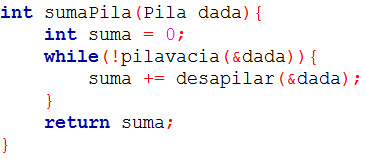 int sumaPila(Pila dada){
    int suma = 0;
    while(!pilavacia(&dada)){
        suma += desapilar(&dada);
    }
    return suma;
}